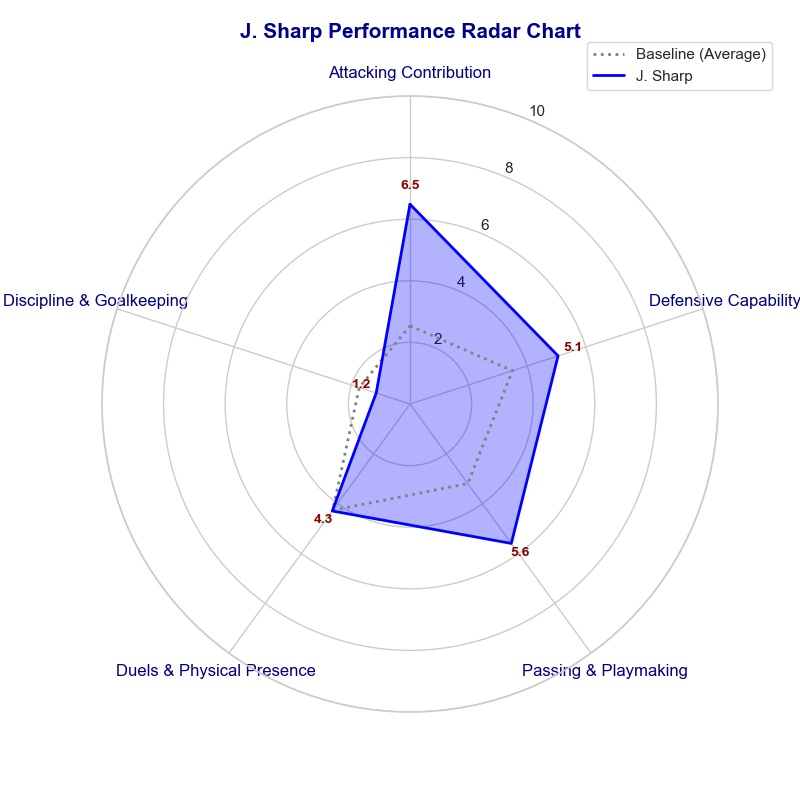 J. Sharp Performance Radar Chart
Baseline (Average)
J. Sharp
Attacking Contribution
10
8
6.5
6
4
Discipline & Goalkeeping
Defensive Capability
2
5.1
1.2
4.3
5.6
Duels & Physical Presence
Passing & Playmaking